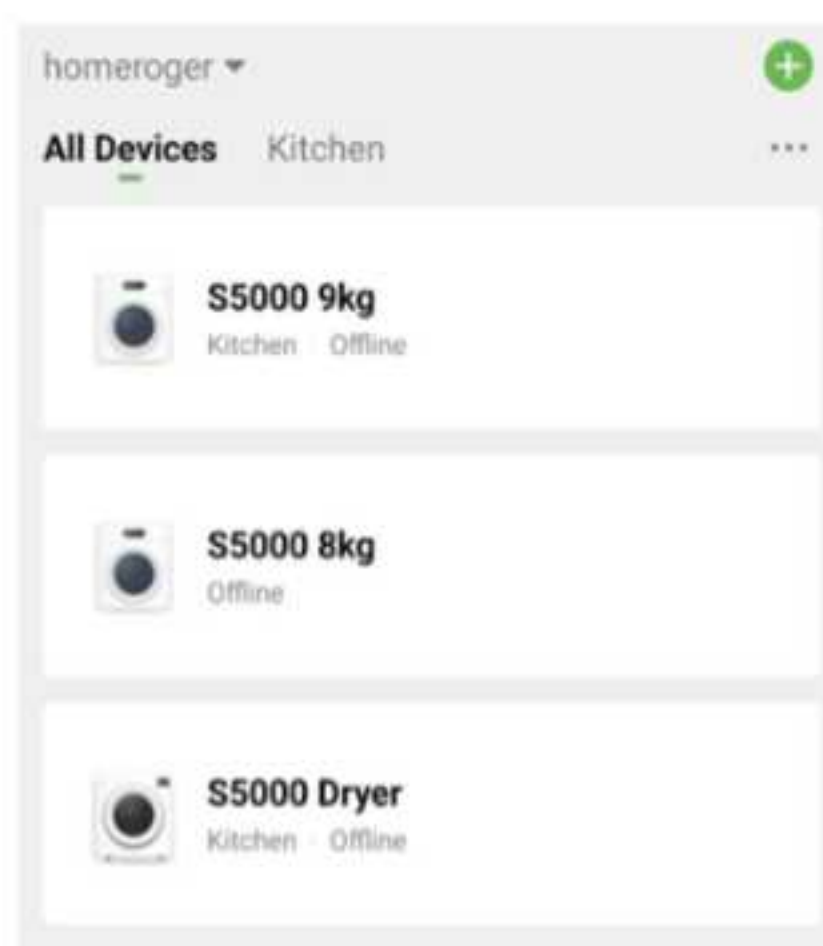 homeroger
All Devices Kitchen
S5000 9kg
Kitchen Offline
S5000 8kg
Offline
S5000 Dryer
Kitchen Offline